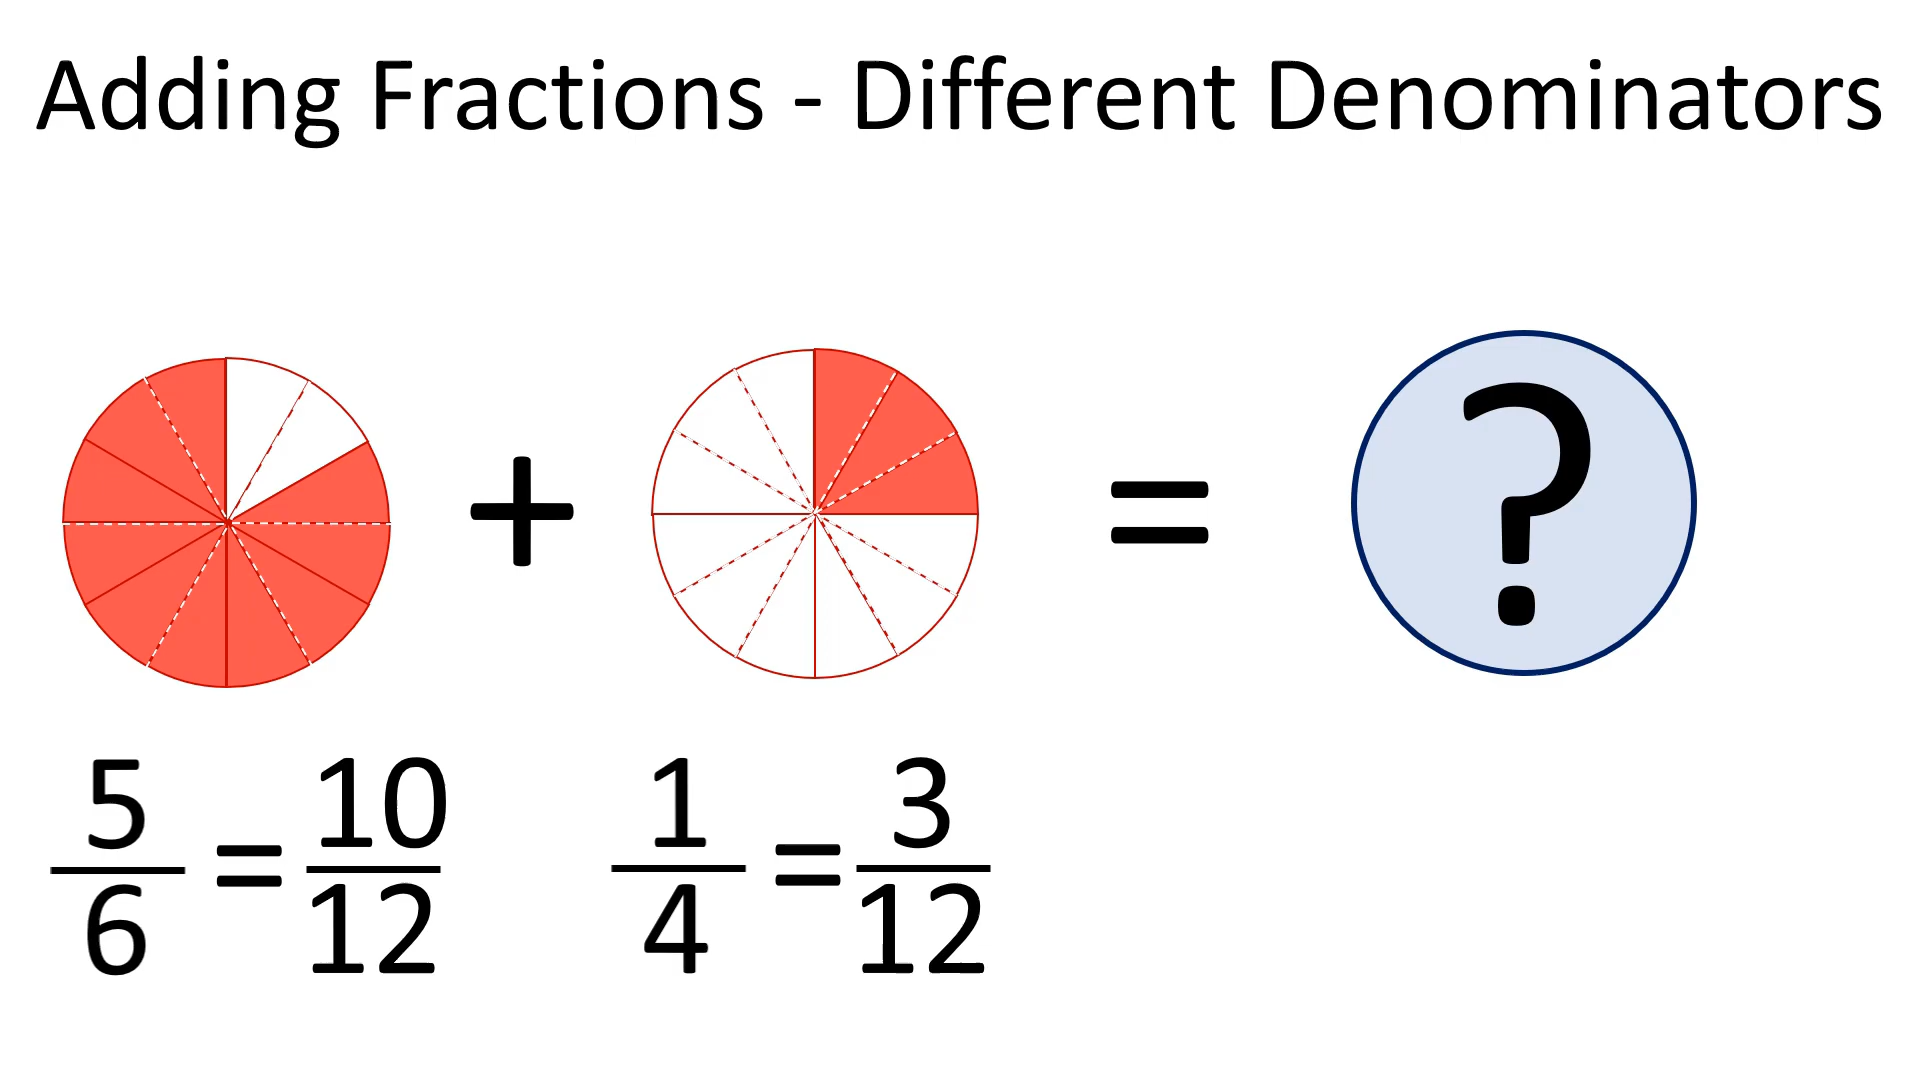 Adding Fractions - Different Denominators
+ = ?
5/6 = 10/12 1/4 = 3/12